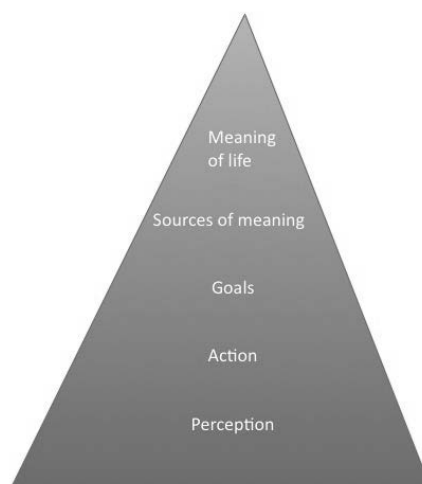 Meaning
of life
Sources of meaning
Goals
Action
Perception